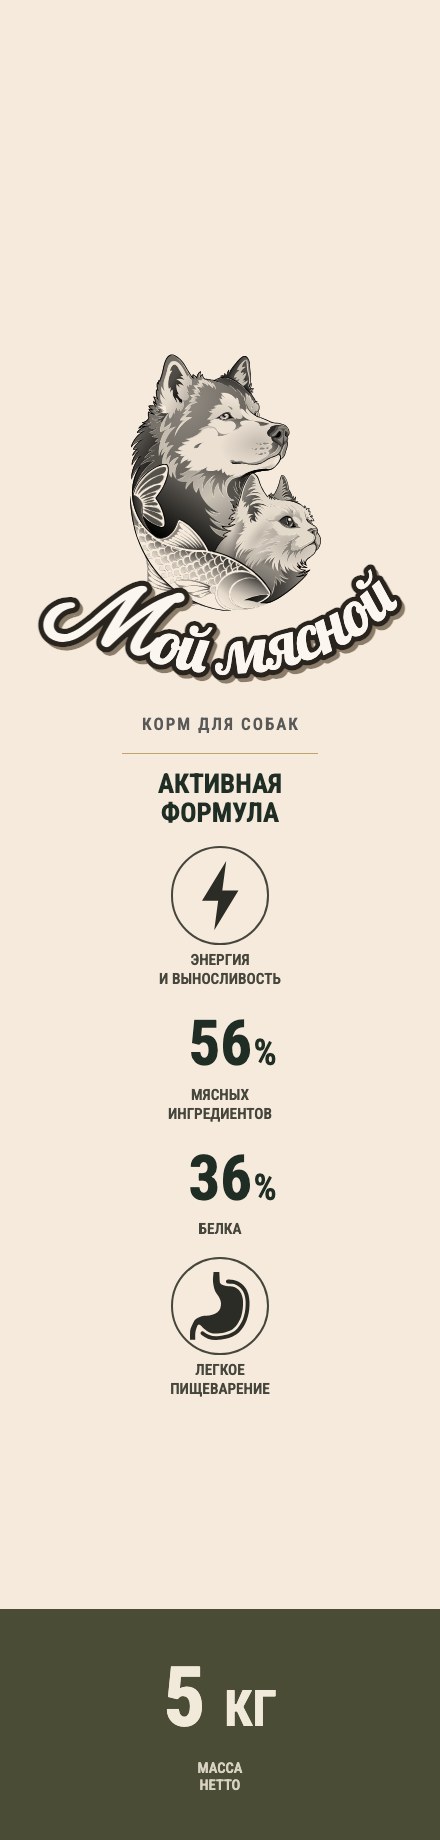 Мой мясной
КОРМ ДЛЯ СОБАК
АКТИВНАЯ
ФОРМУЛА
ЭНЕРГИЯ
И ВЫНОСЛИВОСТЬ
56%
МЯСНЫХ
ИНГРЕДИЕНТОВ
36%
БЕЛКА
ЛЕГКОЕ
ПИЩЕВАРЕНИЕ
5 кг
МАССА
НЕТТО